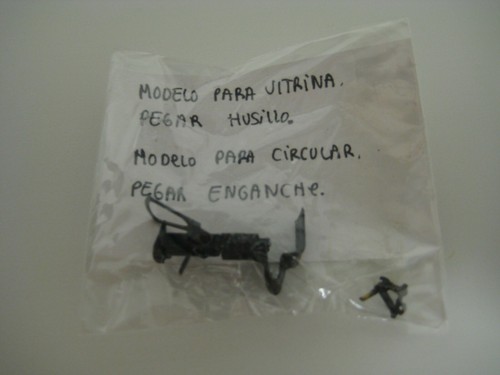 MODELO PARA VITRINA.
PEGAR HUSILLO.
MODELO PARA CIRCULAR.
PEGAR ENGANCHE.